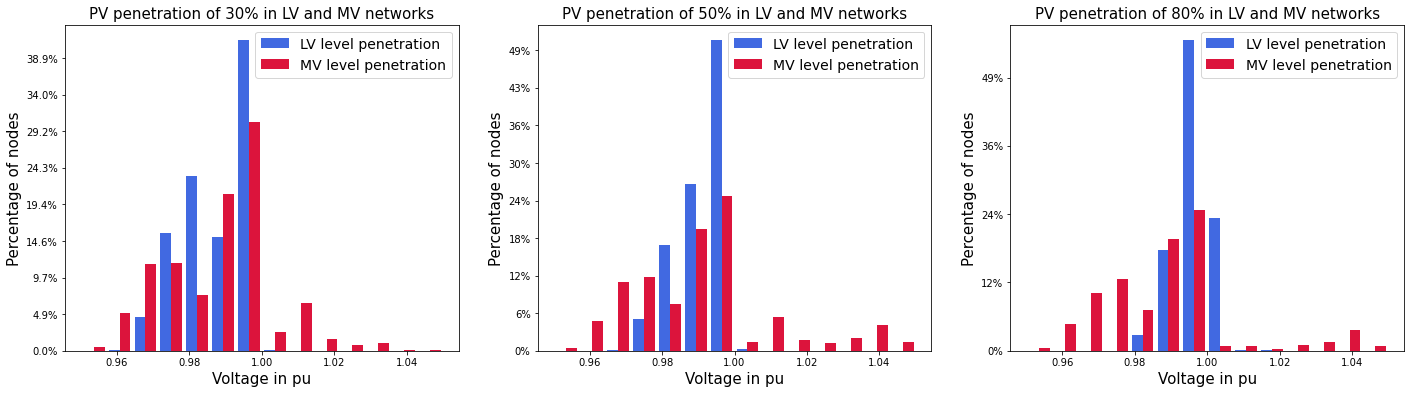 PV penetration of 30% in LV and MV networks
LV level penetration
MV level penetration
Percentage of nodes
38.9%
34.0%
29.2%
24.3%
19.4%
14.6%
9.7%
4.9%
0.0%
0.96 0.98 1.00 1.02 1.04
Voltage in pu
PV penetration of 50% in LV and MV networks
LV level penetration
MV level penetration
Percentage of nodes
49%
43%
36%
30%
24%
18%
12%
6%
0%
0.96 0.98 1.00 1.02 1.04
Voltage in pu
PV penetration of 80% in LV and MV networks
LV level penetration
MV level penetration
Percentage of nodes
49%
36%
24%
12%
0%
0.96 0.98 1.00 1.02 1.04
Voltage in pu